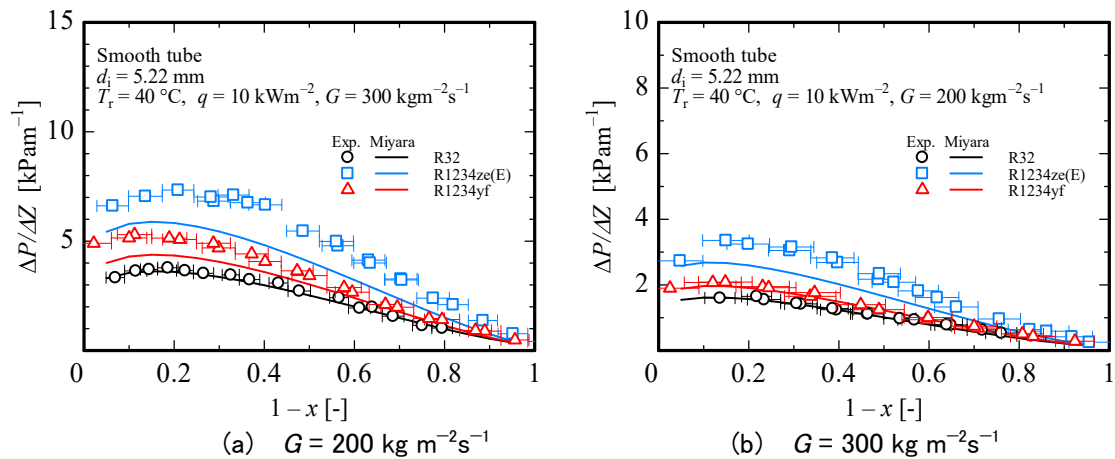 15
10
5
0
0.2
0.4
0.6
0.8
1
ΔP/ΔZ [kPam⁻¹]
1 – x [-]
Smooth tube
dᵢ = 5.22 mm
Tᵣ = 40 °C, q = 10 kWm⁻², G = 300 kgm⁻²s⁻¹
Exp. Miyara
R32
R1234ze(E)
R1234yf
(a) G = 200 kg m⁻²s⁻¹
10
8
6
4
2
0
0.2
0.4
0.6
0.8
1
ΔP/ΔZ [kPam⁻¹]
1 – x [-]
Smooth tube
dᵢ = 5.22 mm
Tᵣ = 40 °C, q = 10 kWm⁻², G = 200 kgm⁻²s⁻¹
Exp. Miyara
R32
R1234ze(E)
R1234yf
(b) G = 300 kg m⁻²s⁻¹